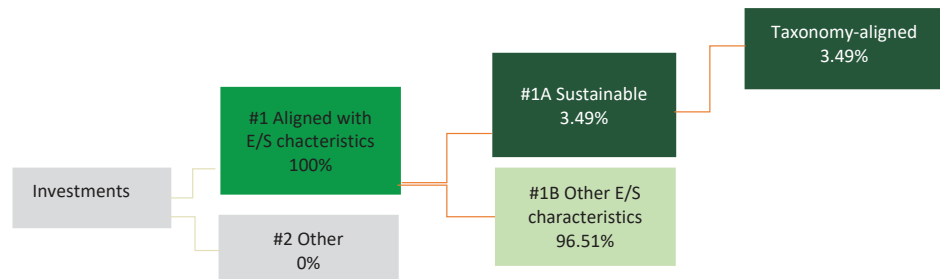 Investments
#1 Aligned with
E/S chacteristics
100%
#2 Other
0%
#1A Sustainable
3.49%
#1B Other E/S
characteristics
96.51%
Taxonomy-aligned
3.49%